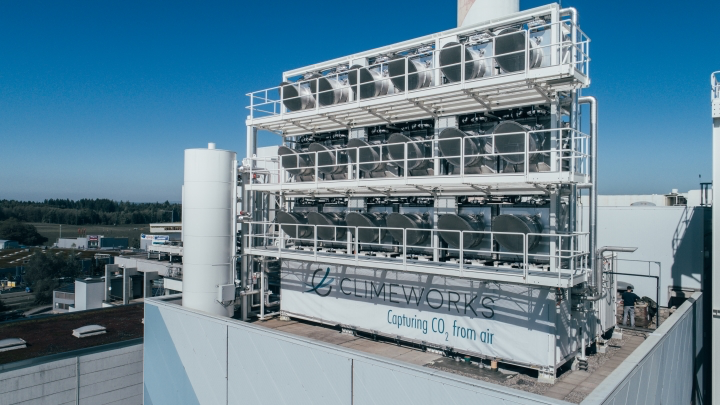 CLIMEWORKS
Capturing CO₂ from air